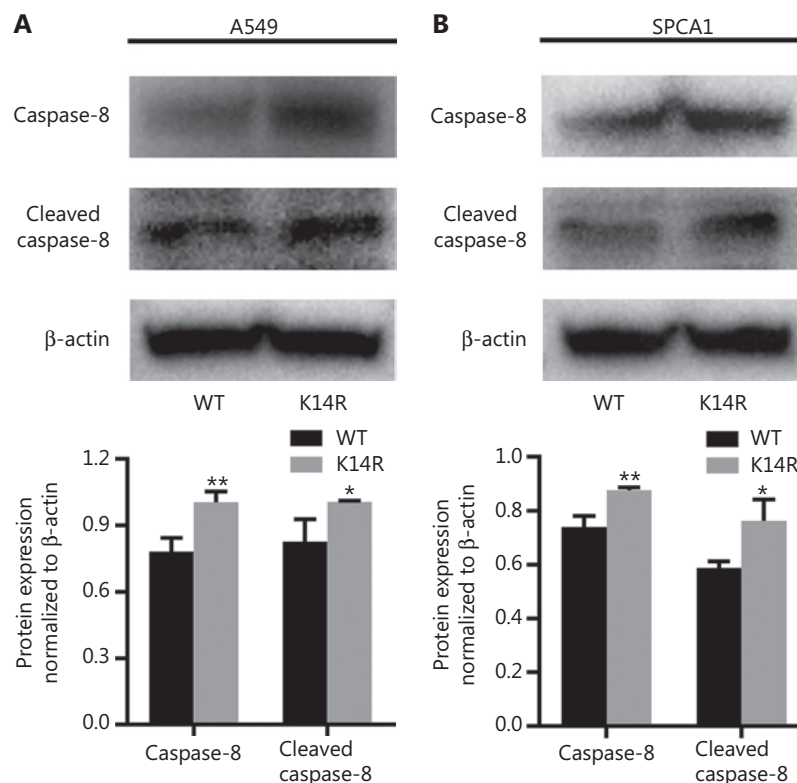 A
A549
Caspase-8
Cleaved
caspase-8
β-actin
WT K14R
WT
K14R
Protein expression
normalized to β-actin
1.2
0.9
0.6
0.3
0.0
**
*
Caspase-8
Cleaved
caspase-8
B
SPCA1
Caspase-8
Cleaved
caspase-8
β-actin
WT K14R
WT
K14R
Protein expression
normalized to β-actin
1.0
0.8
0.6
0.4
0.2
0.0
**
*
Caspase-8
Cleaved
caspase-8